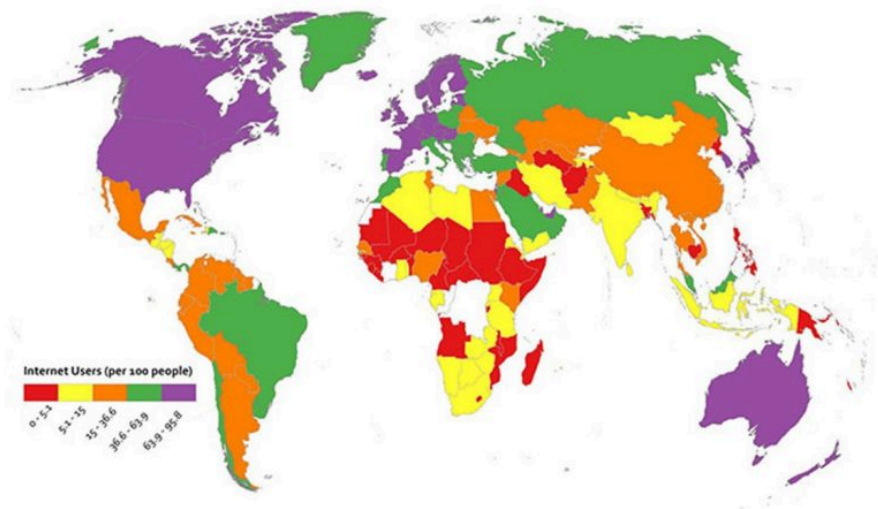 Internet Users (per 100 people)
0 - 5.1
5.1 - 15
15 - 36.6
36.6 - 63.9
63.9 - 95.8